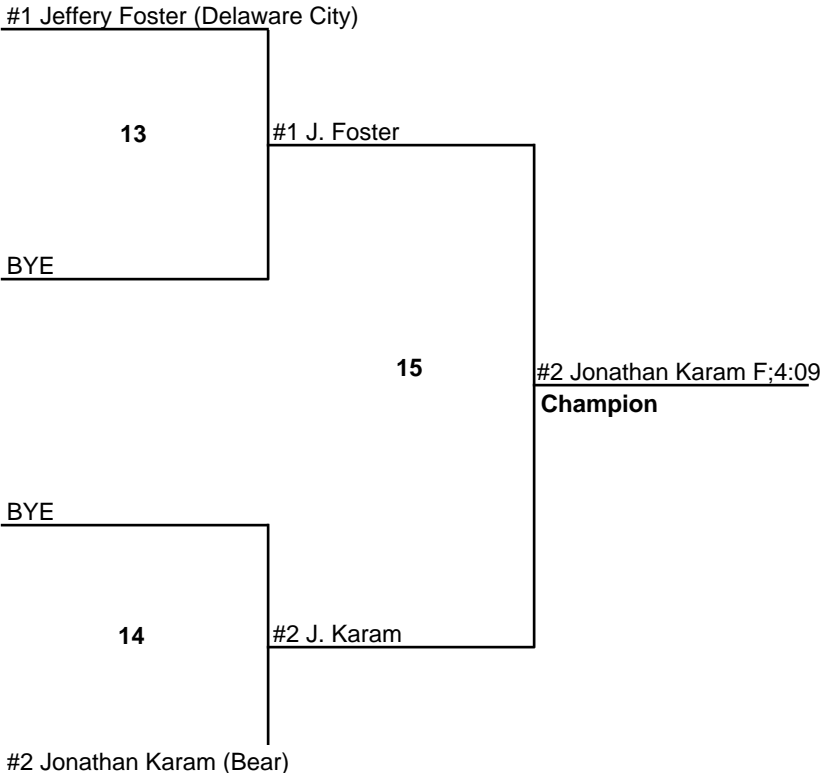 #1 Jeffery Foster (Delaware City)
13
#1 J. Foster
BYE
15
#2 Jonathan Karam F;4:09
Champion
BYE
14
#2 J. Karam
#2 Jonathan Karam (Bear)